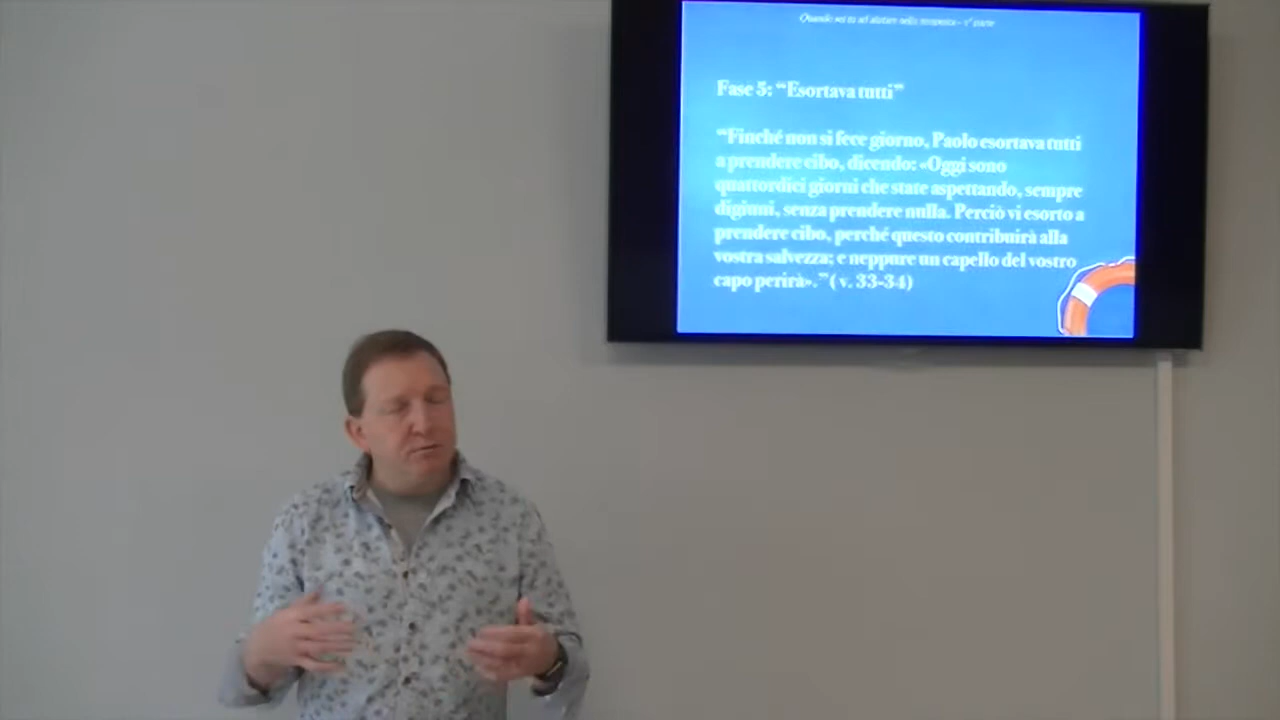 Quando sei tu ad aiutare nella tempesta - 1ª parte
Fase 5: “Esortava tutti“
“Finché non si fece giorno, Paolo esortava tutti
a prendere cibo, dicendo: «Oggi sono
quattordici giorni che state aspettando, sempre
digiuni, senza prendere nulla. Perciò vi esorto a
prendere cibo, perché questo contribuirà alla
vostra salvezza; e neppure un capello del vostro
capo perirà».”( v. 33-34)